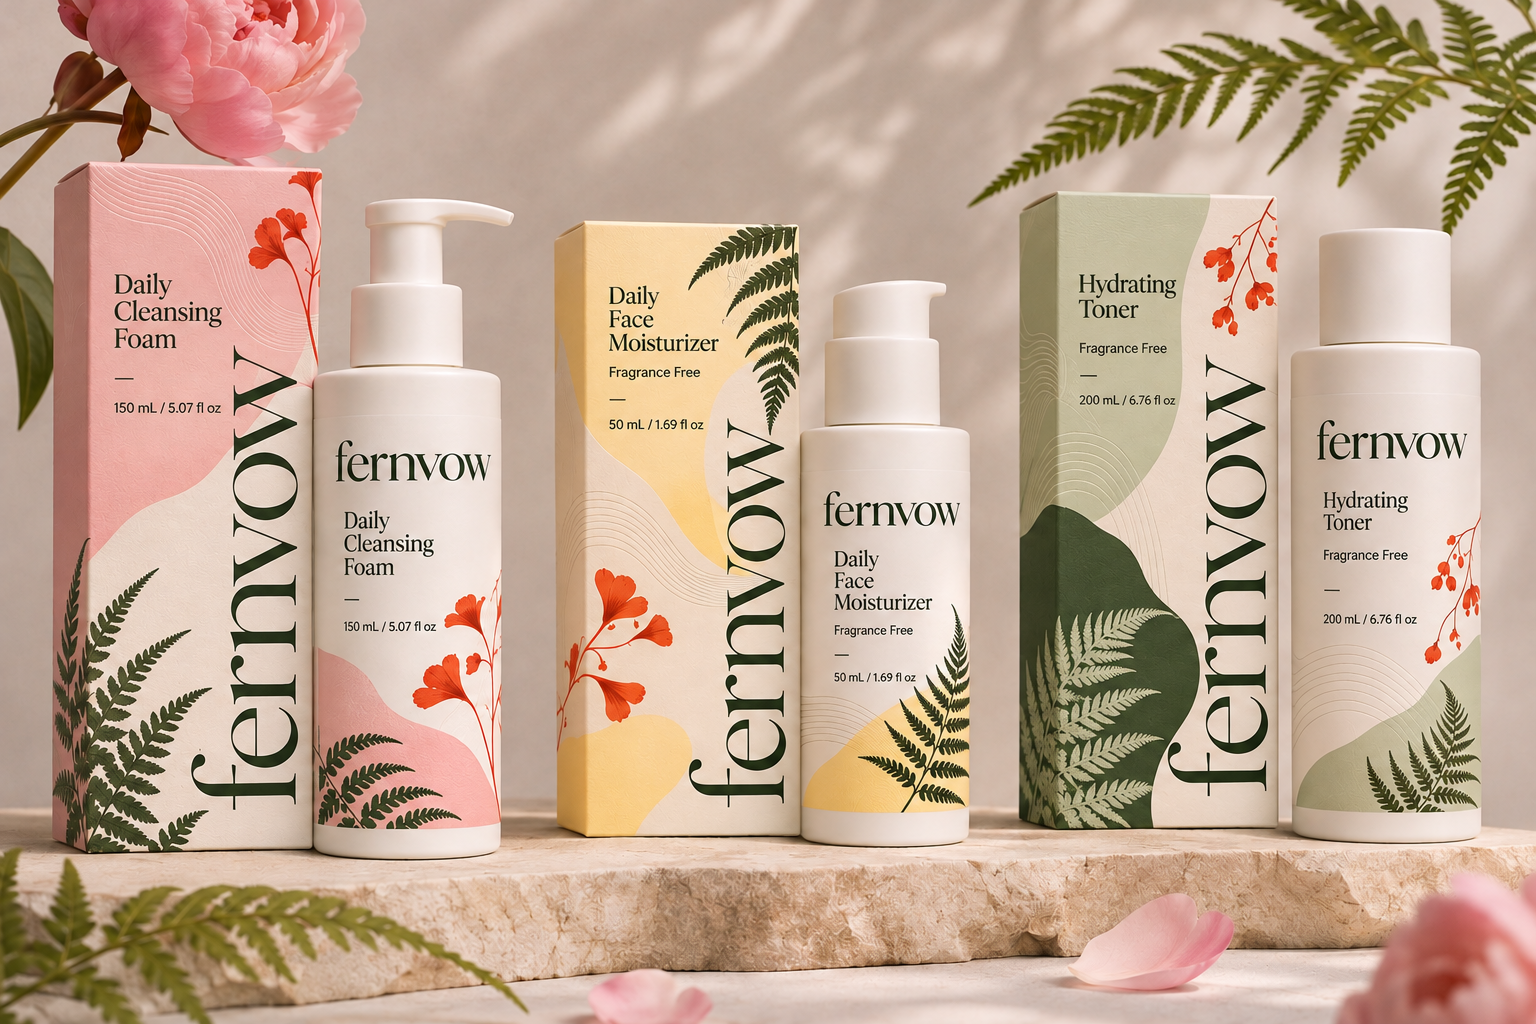 Daily
Cleansing
Foam
150 mL / 5.07 fl oz
fernvow
fernvow
Daily
Cleansing
Foam
150 mL / 5.07 fl oz
Daily
Face
Moisturizer
Fragrance Free
50 mL / 1.69 fl oz
fernvow
fernvow
Daily
Face
Moisturizer
Fragrance Free
50 mL / 1.69 fl oz
Hydrating
Toner
Fragrance Free
200 mL / 6.76 fl oz
fernvow
fernvow
Hydrating
Toner
Fragrance Free
200 mL / 6.76 fl oz